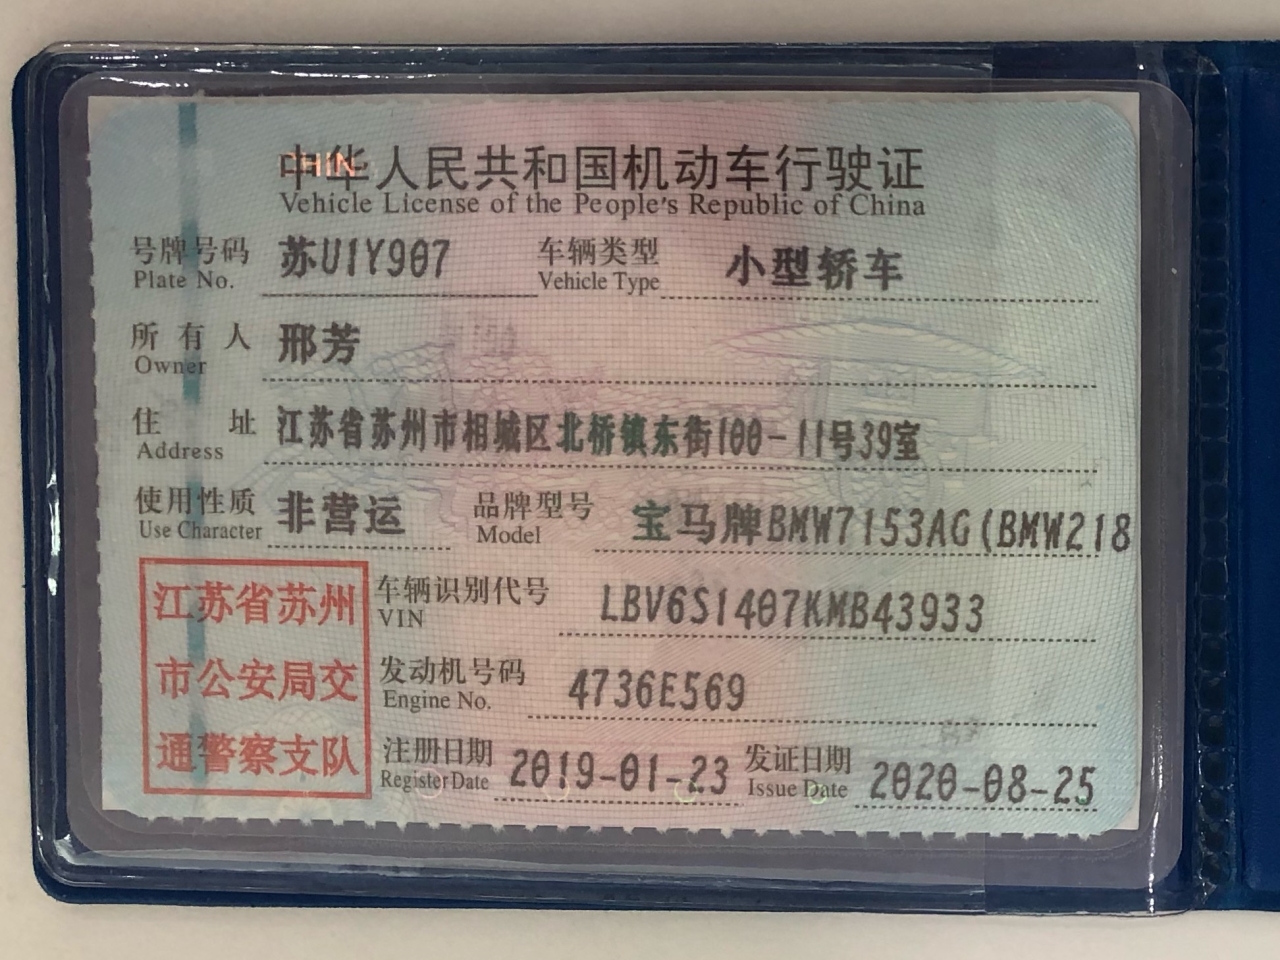 中华人民共和国机动车行驶证
Vehicle License of the People's Republic of China
号牌号码 苏U1Y907 车辆类型 小型轿车
Plate No. Vehicle Type
所有人 邢芳
Owner
住址 江苏省苏州市相城区北桥镇东街100-11号39室
Address
使用性质 非营运 品牌型号 宝马牌BMW7153AG(BMW218
Use Character Model
江苏省苏州
市公安局交
通警察支队
车辆识别代号 LBV6S1407KMB43933
VIN
发动机号码 4736E569
Engine No.
注册日期 2019-01-23 发证日期 2020-08-25
Register Date Issue Date